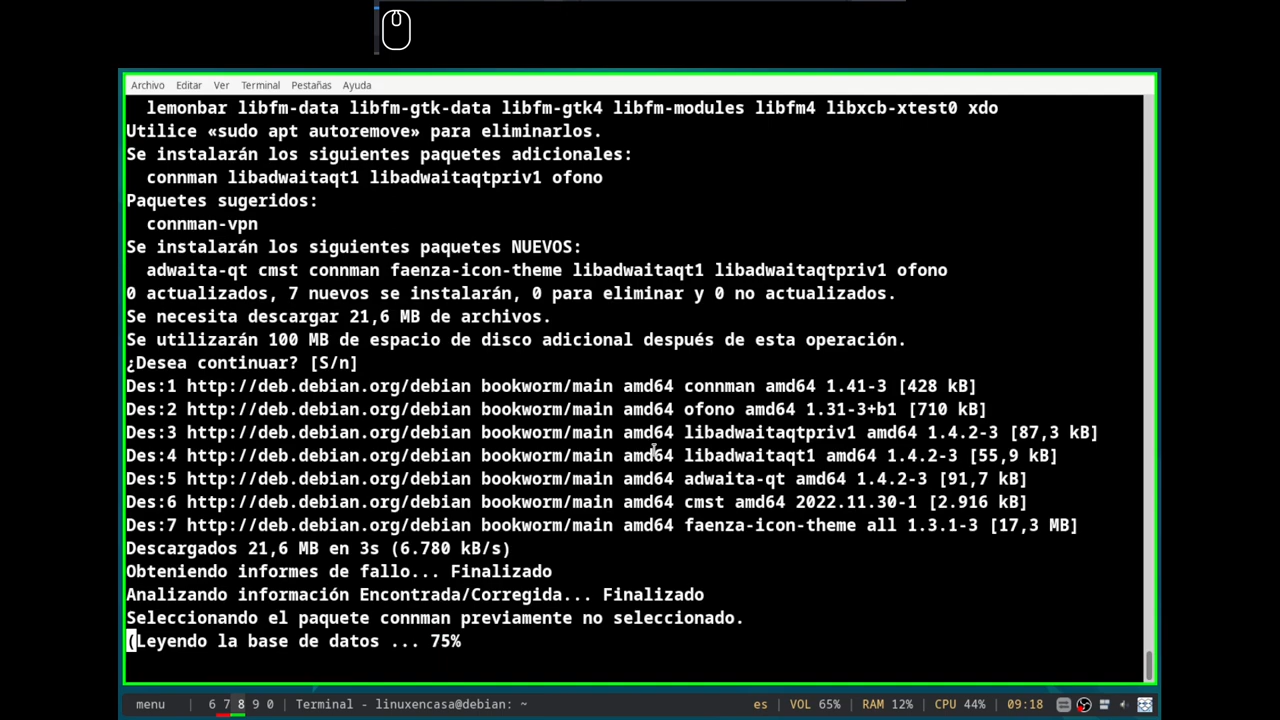 Archivo Editar Ver Terminal Pestañas Ayuda
lemonbar libfm-data libfm-gtk-data libfm-gtk4 libfm-modules libfm4 libxcb-xtest0 xdo
Utilice «sudo apt autoremove» para eliminarlos.
Se instalarán los siguientes paquetes adicionales:
connman libadwaitaqt1 libadwaitaqtpriv1 ofono
Paquetes sugeridos:
connman-vpn
Se instalarán los siguientes paquetes NUEVOS:
adwaita-qt cmst connman faenza-icon-theme libadwaitaqt1 libadwaitaqtpriv1 ofono
0 actualizados, 7 nuevos se instalarán, 0 para eliminar y 0 no actualizados.
Se necesita descargar 21,6 MB de archivos.
Se utilizarán 100 MB de espacio de disco adicional después de esta operación.
¿Desea continuar? [S/n]
Des:1 http://deb.debian.org/debian bookworm/main amd64 connman amd64 1.41-3 [428 kB]
Des:2 http://deb.debian.org/debian bookworm/main amd64 ofono amd64 1.31-3+b1 [710 kB]
Des:3 http://deb.debian.org/debian bookworm/main amd64 libadwaitaqtpriv1 amd64 1.4.2-3 [87,3 kB]
Des:4 http://deb.debian.org/debian bookworm/main amd64 libadwaitaqt1 amd64 1.4.2-3 [55,9 kB]
Des:5 http://deb.debian.org/debian bookworm/main amd64 adwaita-qt amd64 1.4.2-3 [91,7 kB]
Des:6 http://deb.debian.org/debian bookworm/main amd64 cmst amd64 2022.11.30-1 [2.916 kB]
Des:7 http://deb.debian.org/debian bookworm/main amd64 faenza-icon-theme all 1.3.1-3 [17,3 MB]
Descargados 21,6 MB en 3s (6.780 kB/s)
Obteniendo informes de fallo... Finalizado
Analizando información Encontrada/Corregida... Finalizado
Seleccionando el paquete connman previamente no seleccionado.
(Leyendo la base de datos ... 75%
menu | 6 7 8 9 0 | Terminal - linuxencasa@debian: ~ es | VOL 65% | RAM 12% | CPU 44% | 09:18